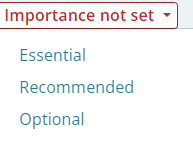 Importance not set
Essential
Recommended
Optional